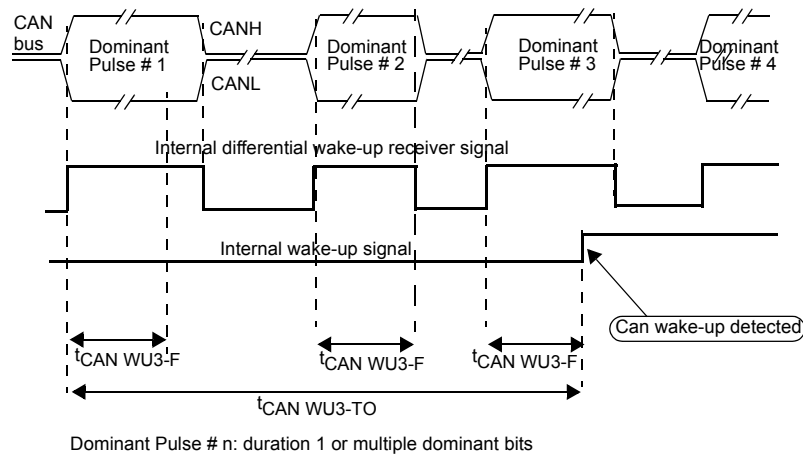 CAN
bus
CANH
CANL
Dominant
Pulse # 1
Dominant
Pulse # 2
Dominant
Pulse # 3
Dominant
Pulse # 4
Internal differential wake-up receiver signal
Internal wake-up signal
Can wake-up detected
tCAN WU3-F
tCAN WU3-F
tCAN WU3-F
tCAN WU3-TO
Dominant Pulse # n: duration 1 or multiple dominant bits